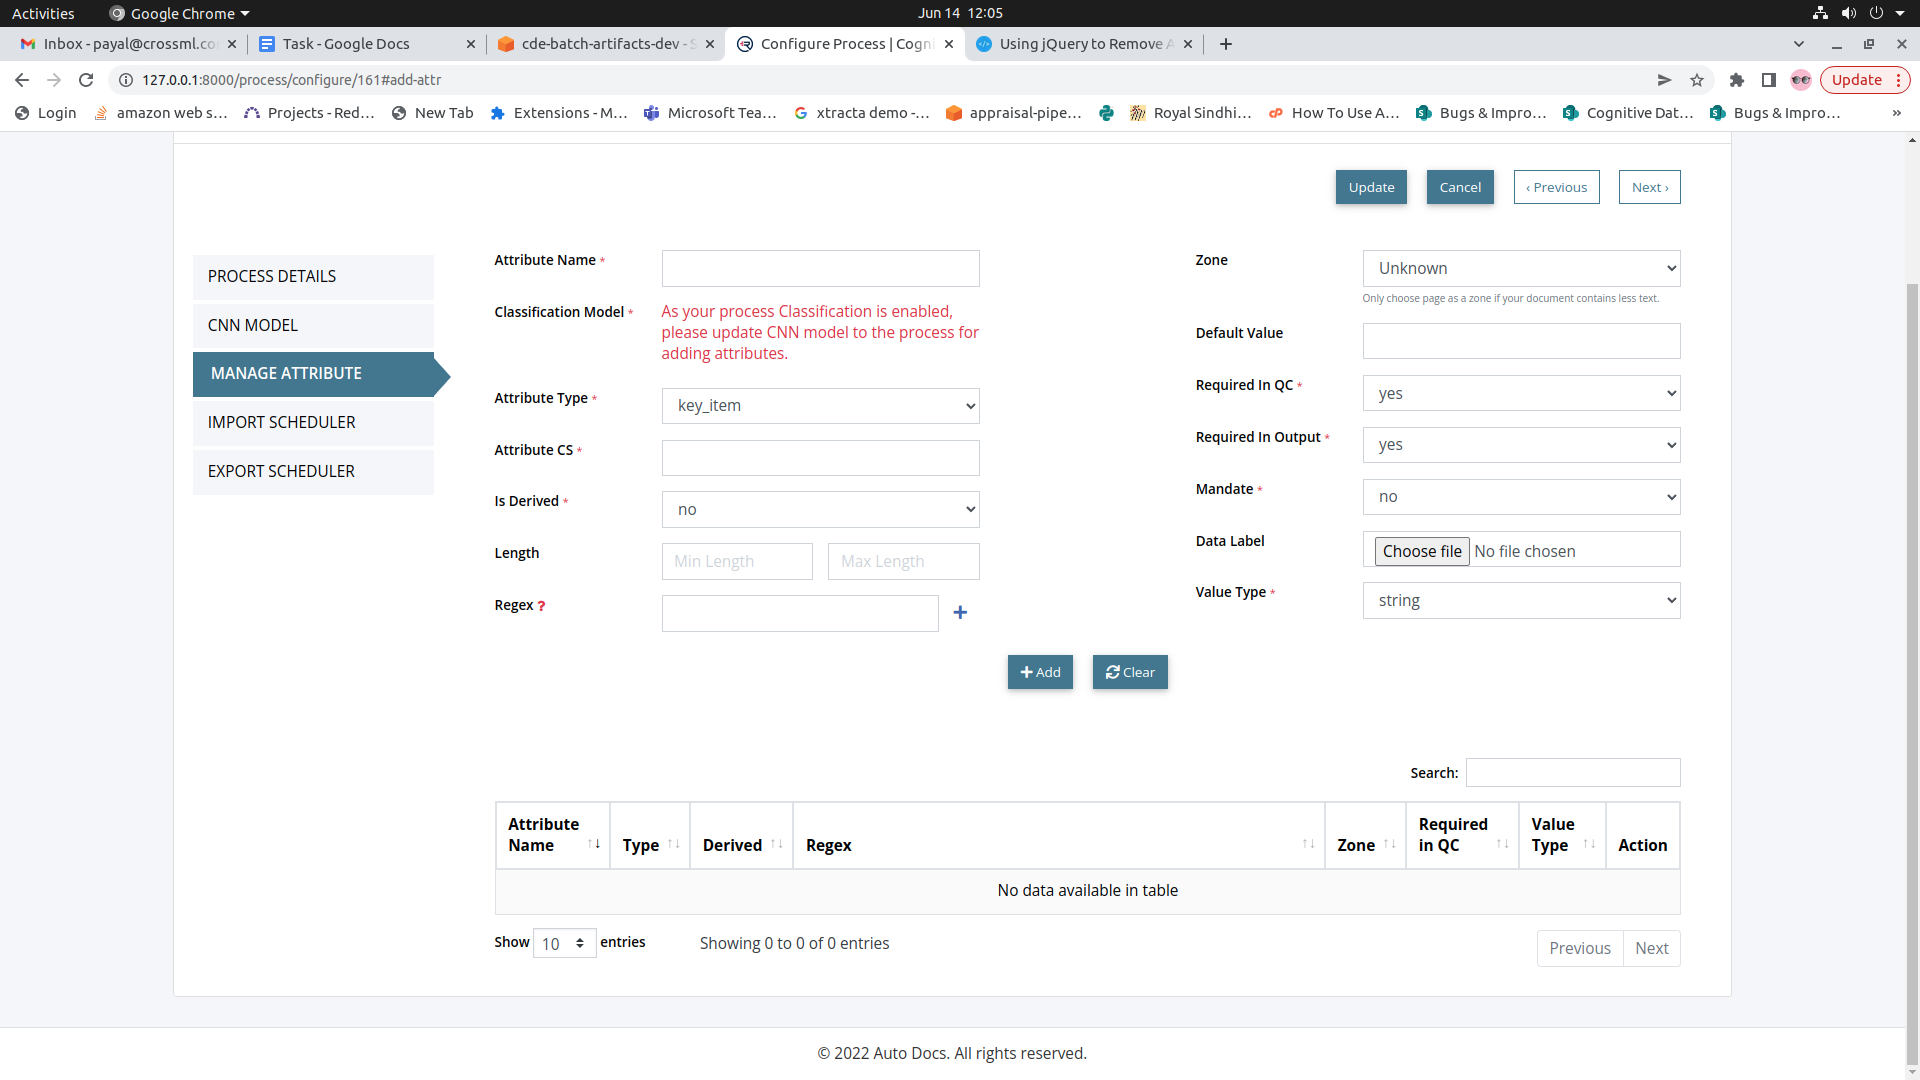 Activities Google Chrome Jun 14 12:05
Inbox - payal@crossml.co Task - Google Docs cde-batch-artifacts-dev - S Configure Process | Cogni Using jQuery to Remove A
127.0.0.1:8000/process/configure/161#add-attr Update
Login amazon web s... Projects - Red... New Tab Extensions - M... Microsoft Tea... xtracta demo -... appraisal-pipe... Royal Sindhi... How To Use A... Bugs & Impro... Cognitive Dat... Bugs & Impro... »
Update Cancel ‹ Previous Next ›
PROCESS DETAILS
CNN MODEL
MANAGE ATTRIBUTE
IMPORT SCHEDULER
EXPORT SCHEDULER
Attribute Name *
Classification Model * As your process Classification is enabled,
please update CNN model to the process for
adding attributes.
Attribute Type * key_item
Attribute CS *
Is Derived * no
Length Min Length Max Length
Regex ? +
Zone Unknown
Only choose page as a zone if your document contains less text.
Default Value
Required In QC * yes
Required In Output * yes
Mandate * no
Data Label Choose file No file chosen
Value Type * string
+ Add Clear
Search:
Attribute Name Type Derived Regex Zone Required in QC Value Type Action
No data available in table
Show 10 entries Showing 0 to 0 of 0 entries Previous Next
© 2022 Auto Docs. All rights reserved.